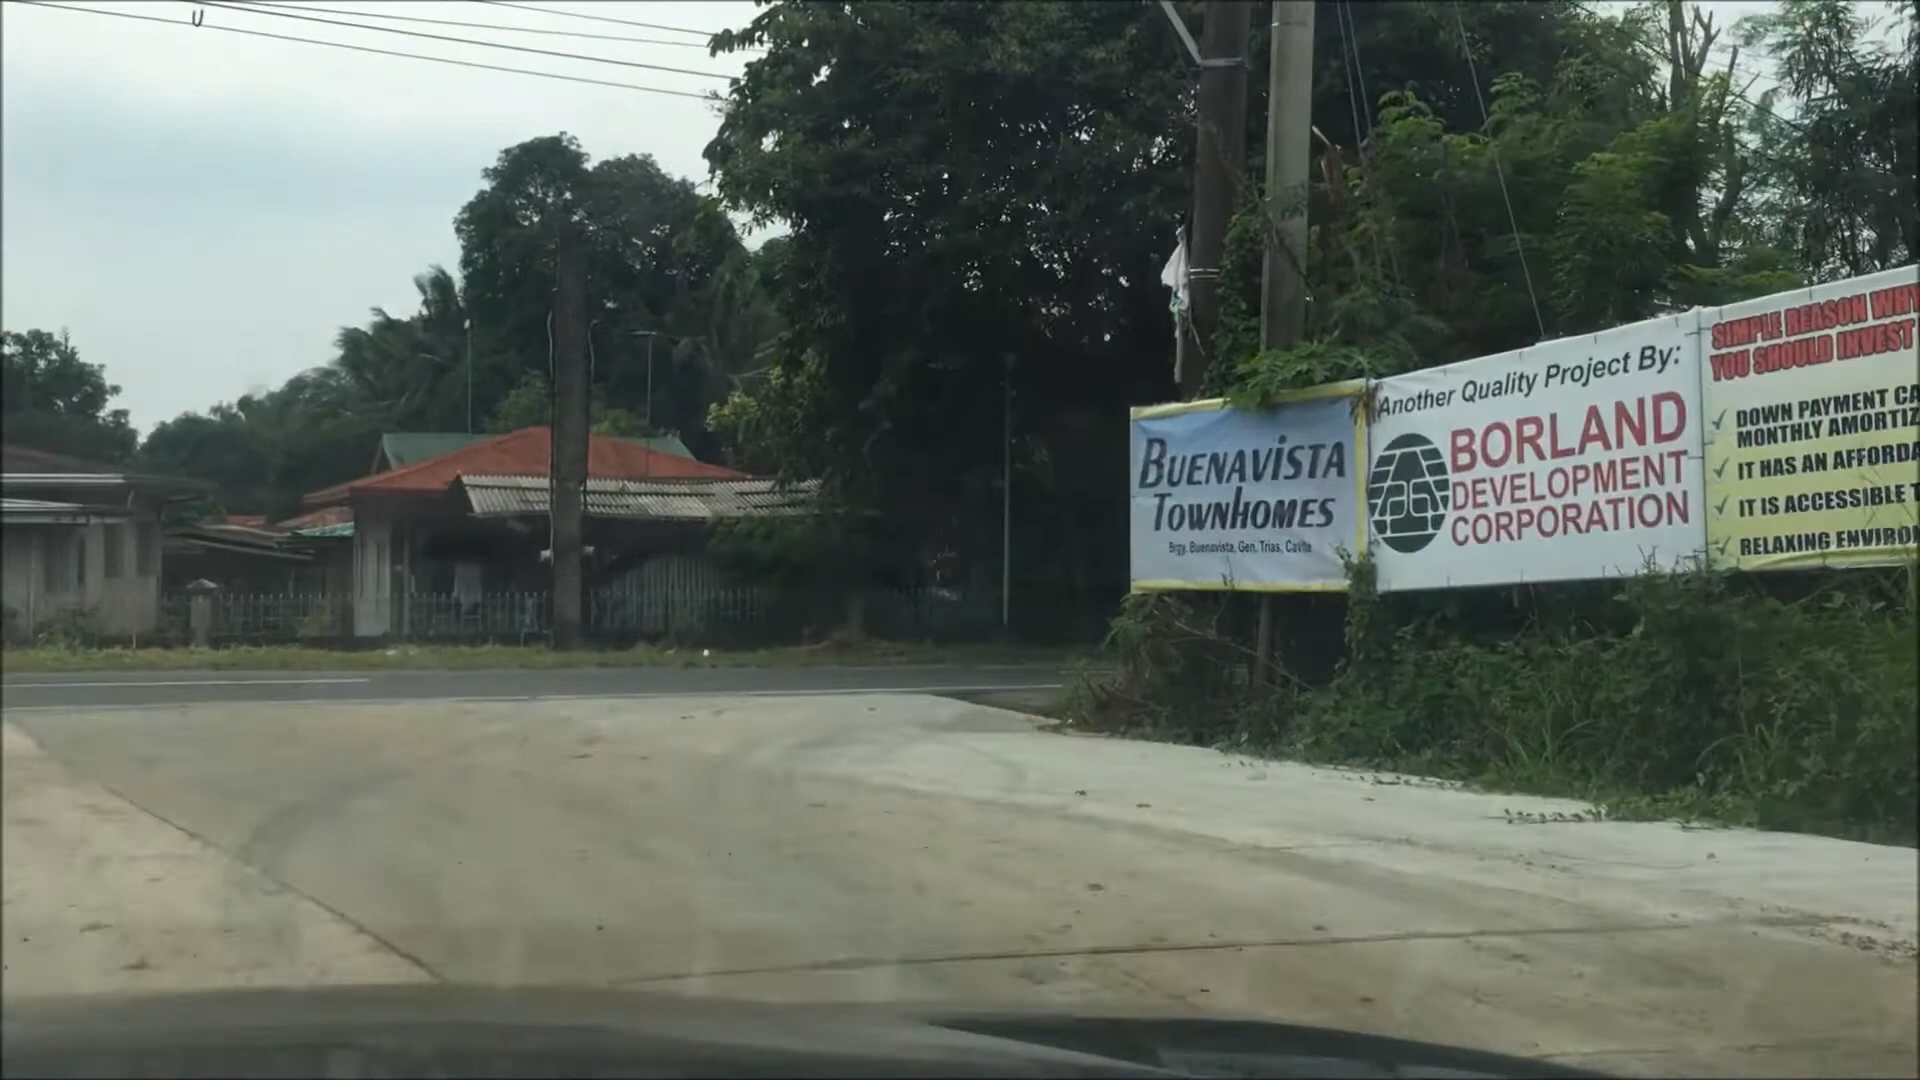 BUENAVISTA
TOWNHOMES
Brgy. Buenavista, Gen. Trias, Cavite
Another Quality Project By:
BORLAND
DEVELOPMENT
CORPORATION
SIMPLE REASON WHY
YOU SHOULD INVEST
DOWN PAYMENT
MONTHLY
IT HAS AN
IT IS ACCESSIBLE
RELAXING